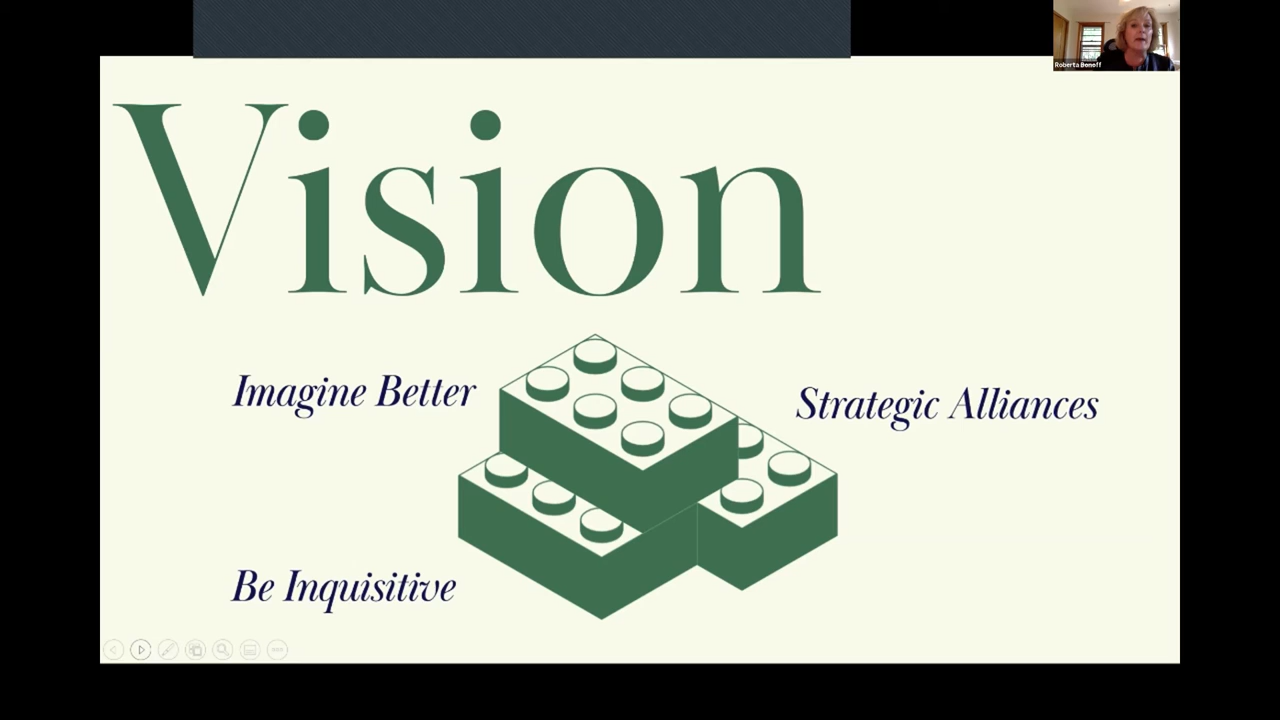 Roberta Benoff
Vision
Imagine Better
Strategic Alliances
Be Inquisitive